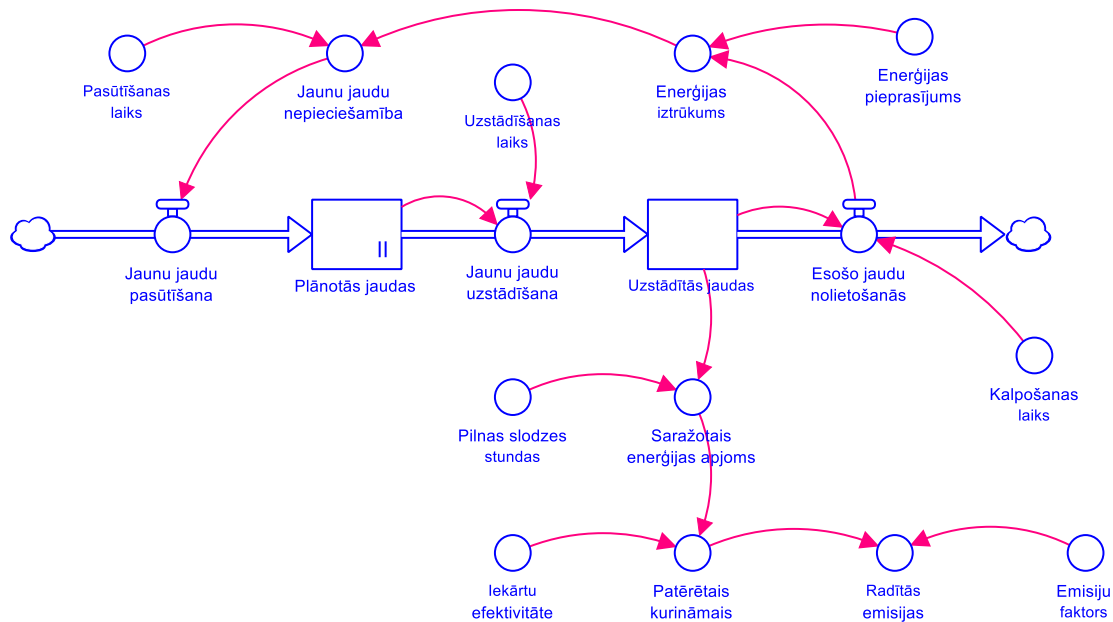 Pasūtīšanas
laiks
Jaunu jaudu
nepieciešamība
Uzstādīšanas
laiks
Enerģijas
iztrūkums
Enerģijas
pieprasījums
Jaunu jaudu
pasūtīšana
Plānotās jaudas
Jaunu jaudu
uzstādīšana
Uzstādītās jaudas
Esošo jaudu
nolietošanās
Kalpošanas
laiks
Pilnas slodzes
stundas
Saražotais
enerģijas apjoms
Iekārtu
efektivitāte
Patērētais
kurināmais
Radītās
emisijas
Emisiju
faktors